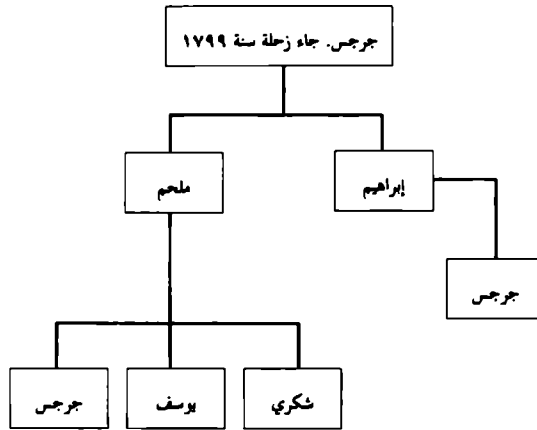 جرجس. جاء زحلة سنة ١٧٩٩
إبراهيم
ملحم
جرجس
شكري
يوسف
جرجس